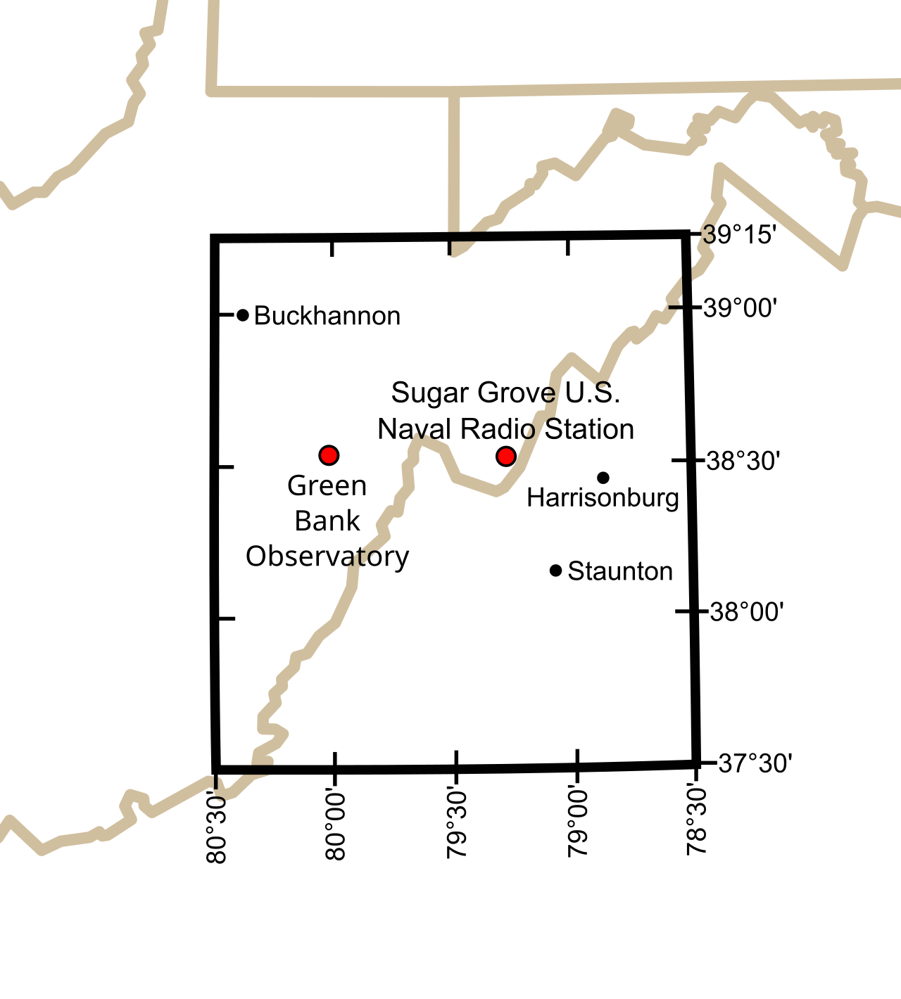 39°15'
39°00'
Buckhannon
Sugar Grove U.S.
Naval Radio Station
38°30'
Green
Bank
Observatory
Harrisonburg
Staunton
38°00'
37°30'
80°30'
80°00'
79°30'
79°00'
78°30'